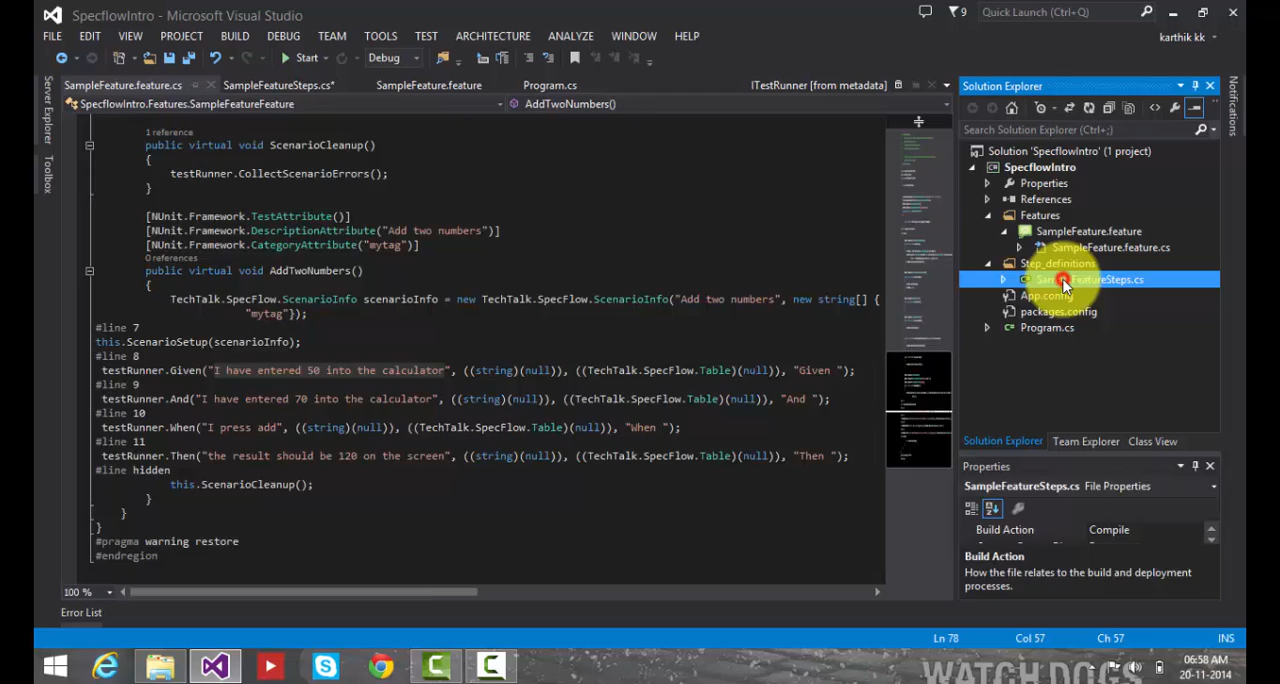 SpecflowIntro - Microsoft Visual Studio
9
Quick Launch (Ctrl+Q)
FILE EDIT VIEW PROJECT BUILD DEBUG TEAM TOOLS TEST ARCHITECTURE ANALYZE WINDOW HELP
karthik kk
Start
Debug
SampleFeature.feature.cs SampleFeatureSteps.cs* SampleFeature.feature Program.cs ITestRunner [from metadata]
SpecflowIntro.Features.SampleFeatureFeature AddTwoNumbers()
Server Explorer
Toolbox
1 reference
public virtual void ScenarioCleanup()
{
testRunner.CollectScenarioErrors();
}
[NUnit.Framework.TestAttribute()]
[NUnit.Framework.DescriptionAttribute("Add two numbers")]
[NUnit.Framework.CategoryAttribute("mytag")]
0 references
public virtual void AddTwoNumbers()
{
TechTalk.SpecFlow.ScenarioInfo scenarioInfo = new TechTalk.SpecFlow.ScenarioInfo("Add two numbers", new string[] {
"mytag"});
#line 7
this.ScenarioSetup(scenarioInfo);
#line 8
testRunner.Given("I have entered 50 into the calculator", ((string)(null)), ((TechTalk.SpecFlow.Table)(null)), "Given ");
#line 9
testRunner.And("I have entered 70 into the calculator", ((string)(null)), ((TechTalk.SpecFlow.Table)(null)), "And ");
#line 10
testRunner.When("I press add", ((string)(null)), ((TechTalk.SpecFlow.Table)(null)), "When ");
#line 11
testRunner.Then("the result should be 120 on the screen", ((string)(null)), ((TechTalk.SpecFlow.Table)(null)), "Then ");
#line hidden
this.ScenarioCleanup();
}
}
}
#pragma warning restore
#endregion
100 %
Error List
Solution Explorer
Search Solution Explorer (Ctrl+;)
Solution 'SpecflowIntro' (1 project)
C# SpecflowIntro
Properties
References
Features
SampleFeature.feature
SampleFeature.feature.cs
Step_definitions
FeatureSteps.cs
App.config
packages.config
C# Program.cs
Solution Explorer Team Explorer Class View
Properties
SampleFeatureSteps.cs File Properties
Build Action Compile
Build Action
How the file relates to the build and deployment
processes.
Notifications
Ln 78 Col 57 Ch 57 INS
WATCH DOGS
06:58 AM
20-11-2014